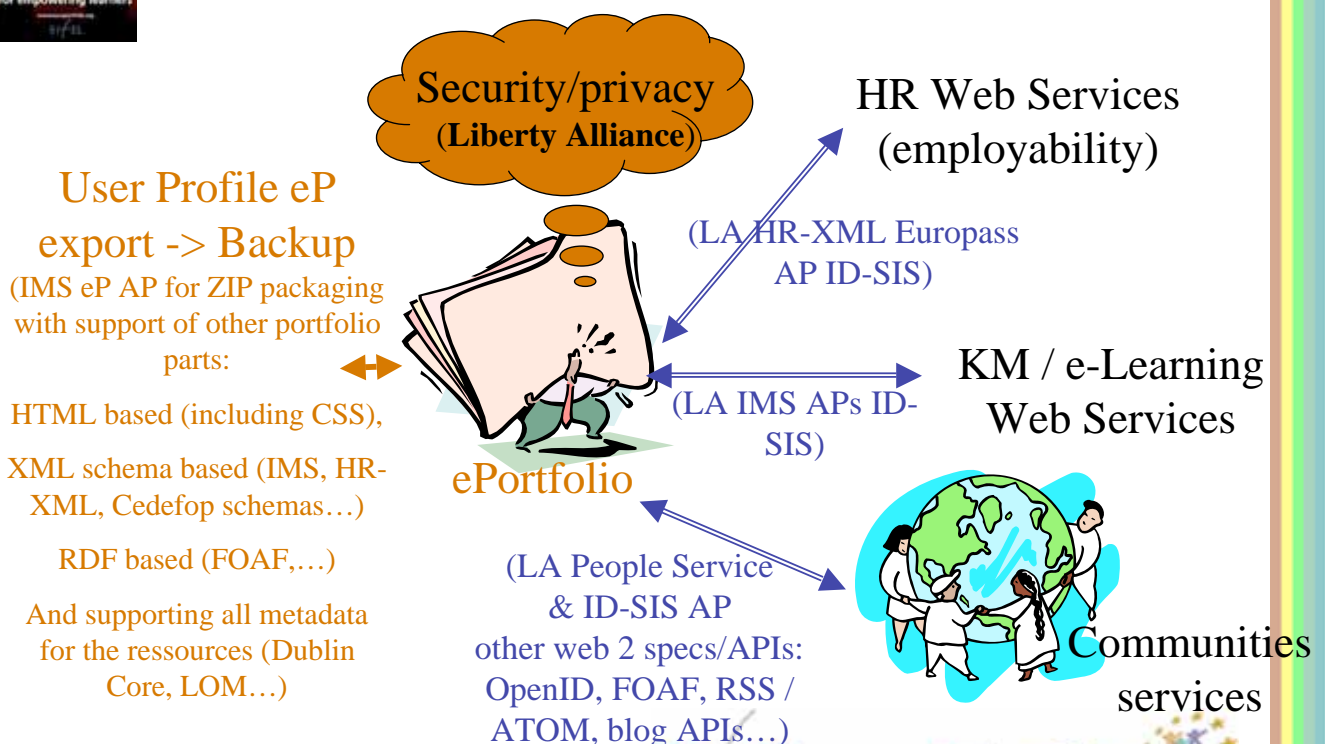 for empowering learners
Security/privacy
(Liberty Alliance)
HR Web Services
(employability)
User Profile eP
export -> Backup
(IMS eP AP for ZIP packaging
with support of other portfolio
parts:
HTML based (including CSS),
XML schema based (IMS, HR-
XML, Cedefop schemas…)
RDF based (FOAF,…)
And supporting all metadata
for the ressources (Dublin
Core, LOM…)
(LA HR-XML Europass
AP ID-SIS)
KM / e-Learning
Web Services
(LA IMS APs ID-
SIS)
ePortfolio
(LA People Service
& ID-SIS AP
other web 2 specs/APIs:
OpenID, FOAF, RSS /
ATOM, blog APIs…)
Communities
services